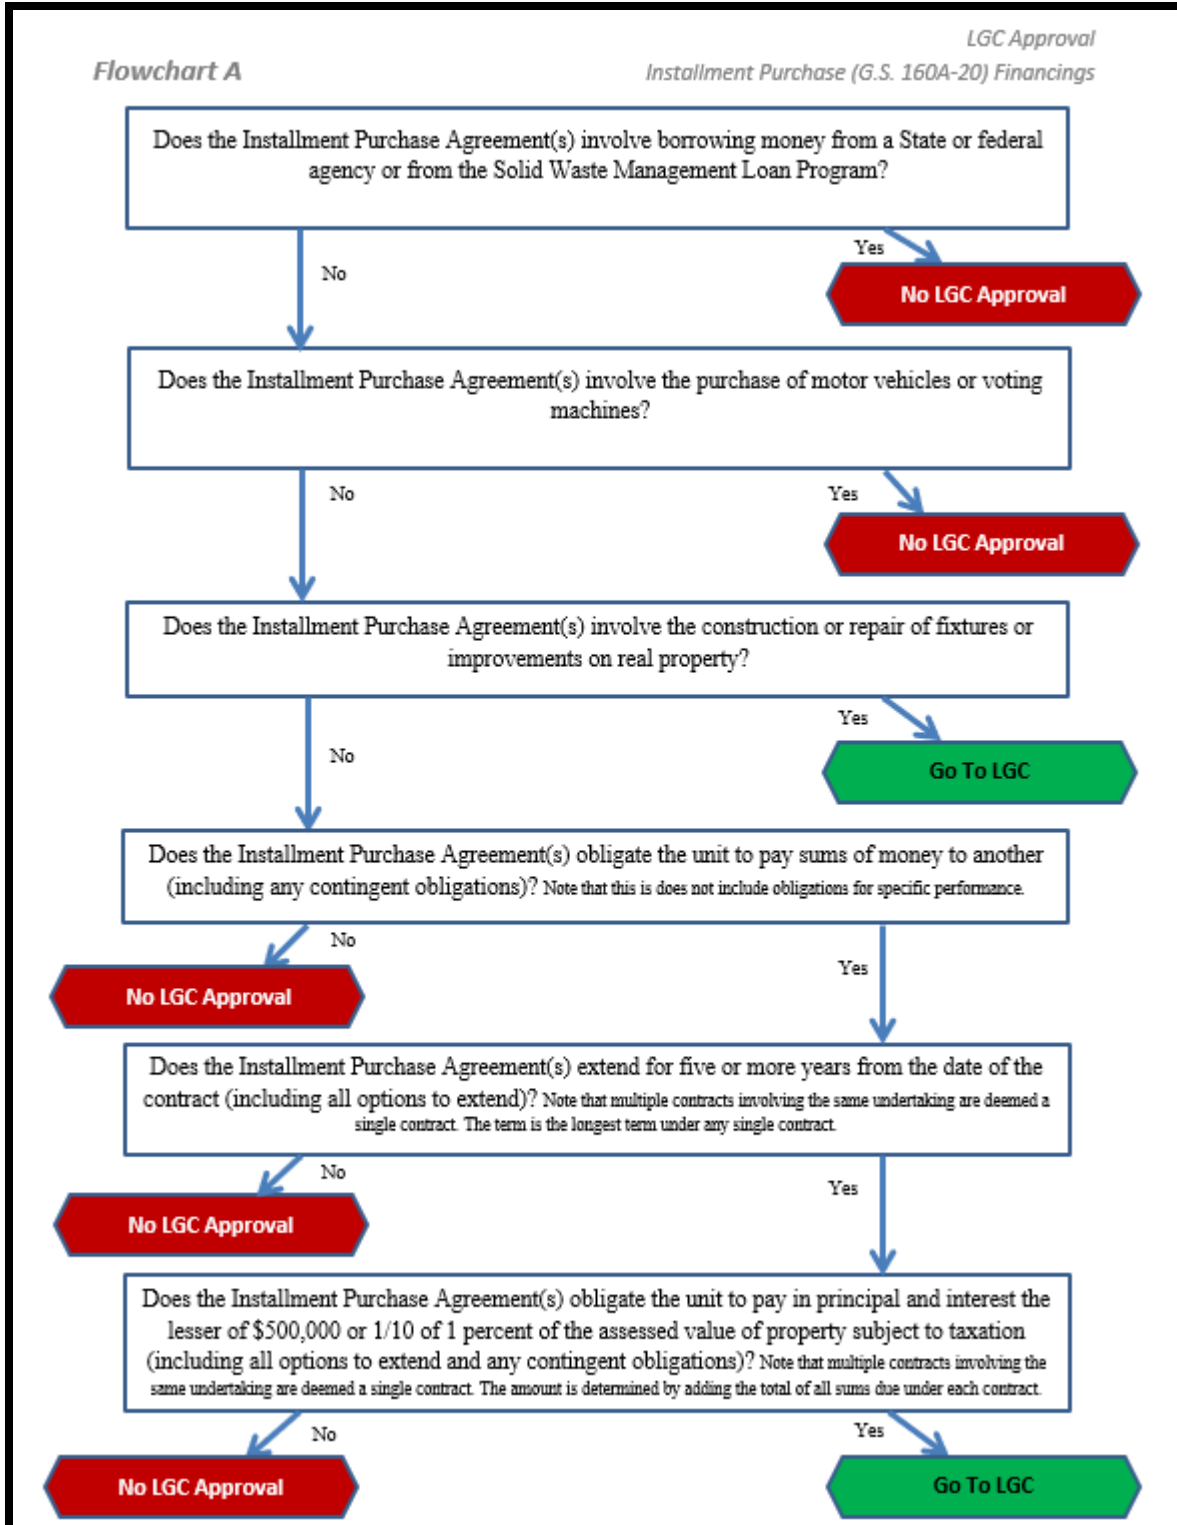 LGC Approval
Flowchart A
Installment Purchase (G.S. 160A-20) Financings
Does the Installment Purchase Agreement(s) involve borrowing money from a State or federal
agency or from the Solid Waste Management Loan Program?
Yes
No
No LGC Approval
Does the Installment Purchase Agreement(s) involve the purchase of motor vehicles or voting
machines?
No
Yes
No LGC Approval
Does the Installment Purchase Agreement(s) involve the construction or repair of fixtures or
improvements on real property?
Yes
No
Go To LGC
Does the Installment Purchase Agreement(s) obligate the unit to pay sums of money to another
(including any contingent obligations)? Note that this is does not include obligations for specific performance.
No
Yes
No LGC Approval
Does the Installment Purchase Agreement(s) extend for five or more years from the date of the
contract (including all options to extend)? Note that multiple contracts involving the same undertaking are deemed a
single contract. The term is the longest term under any single contract.
No
Yes
No LGC Approval
Does the Installment Purchase Agreement(s) obligate the unit to pay in principal and interest the
lesser of $500,000 or 1/10 of 1 percent of the assessed value of property subject to taxation
(including all options to extend and any contingent obligations)? Note that multiple contracts involving the
same undertaking are deemed a single contract. The amount is determined by adding the total of all sums due under each contract.
No
Yes
No LGC Approval
Go To LGC